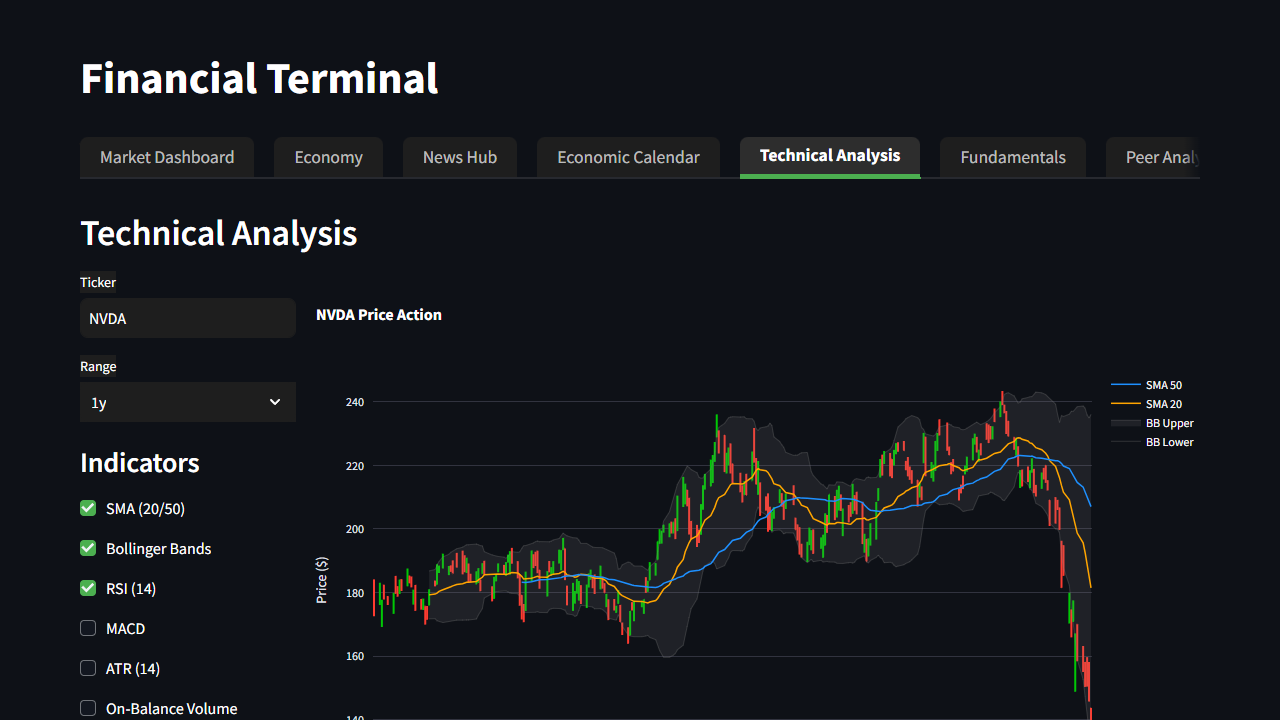 Financial Terminal
Market Dashboard Economy News Hub Economic Calendar Technical Analysis Fundamentals Peer Analy
Technical Analysis
Ticker
NVDA
Range
1y
Indicators
SMA (20/50)
Bollinger Bands
RSI (14)
MACD
ATR (14)
On-Balance Volume
NVDA Price Action
SMA 50
SMA 20
BB Upper
BB Lower
240
220
200
180
160
140
Price ($)